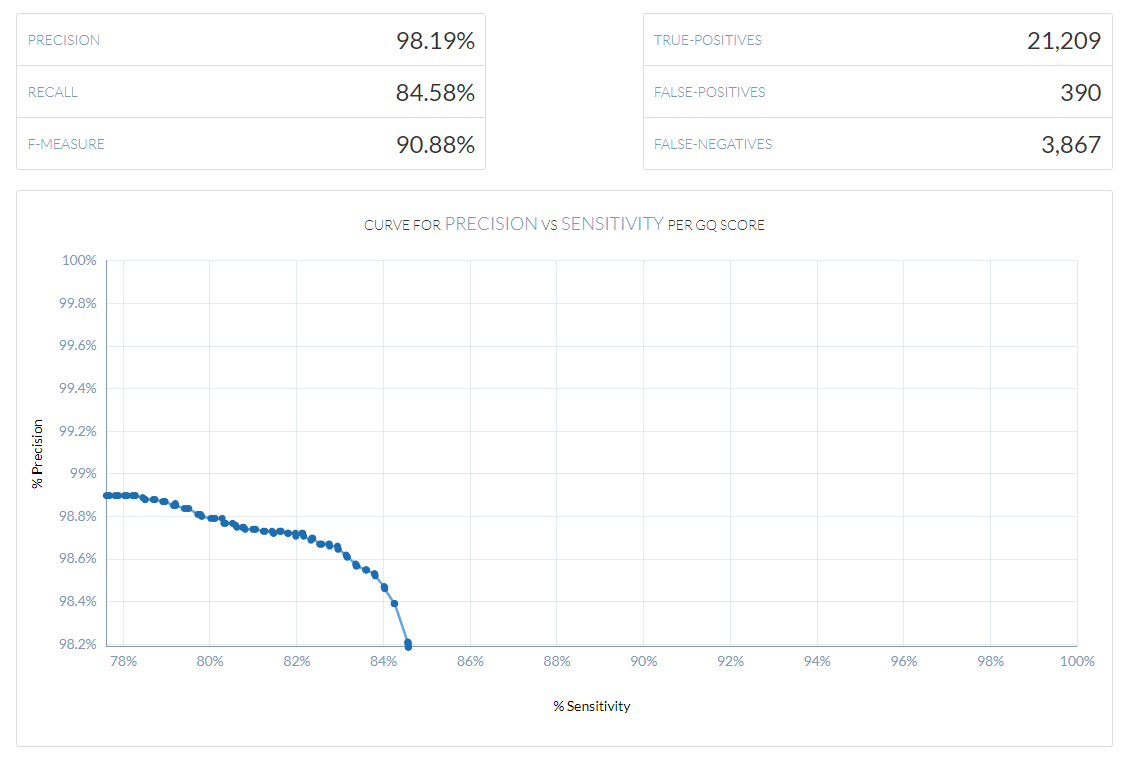 PRECISION 98.19%
RECALL 84.58%
F-MEASURE 90.88%
TRUE-POSITIVES 21,209
FALSE-POSITIVES 390
FALSE-NEGATIVES 3,867
CURVE FOR PRECISION VS SENSITIVITY PER GQ SCORE
% Precision
100%
99.8%
99.6%
99.4%
99.2%
99%
98.8%
98.6%
98.4%
98.2%
78% 80% 82% 84% 86% 88% 90% 92% 94% 96% 98% 100%
% Sensitivity